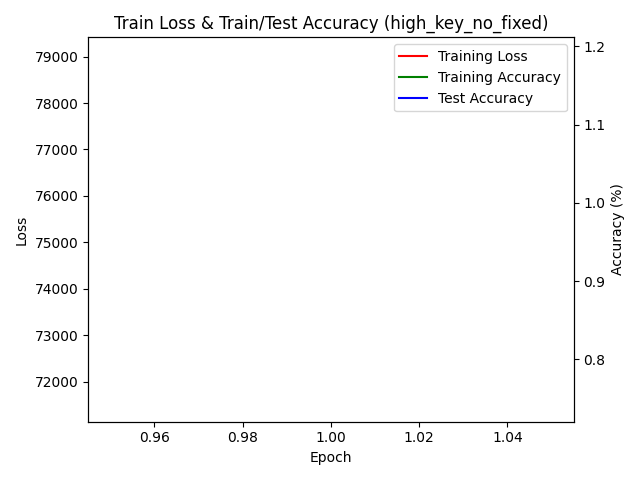 Train Loss & Train/Test Accuracy (high_key_no_fixed)
Training Loss
Training Accuracy
Test Accuracy
79000
78000
77000
76000
75000
74000
73000
72000
Loss
1.2
1.1
1.0
0.9
0.8
Accuracy (%)
0.96 0.98 1.00 1.02 1.04
Epoch